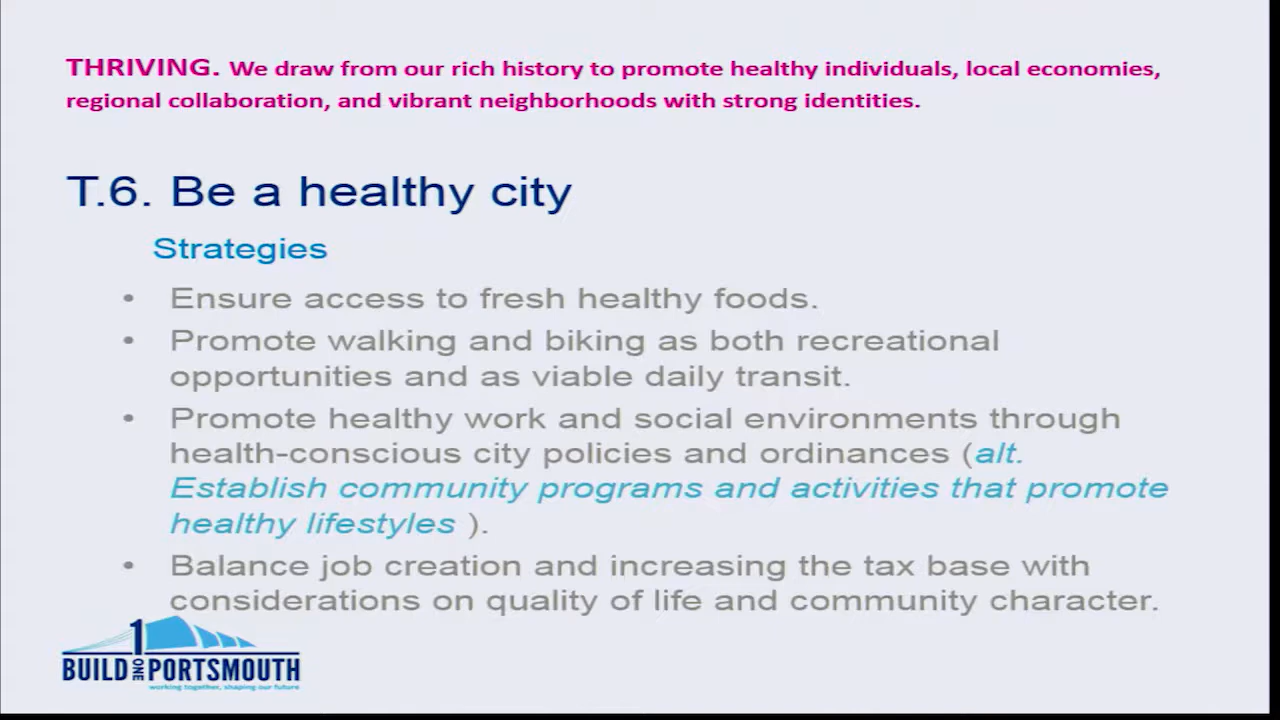 THRIVING. We draw from our rich history to promote healthy individuals, local economies,
regional collaboration, and vibrant neighborhoods with strong identities.
T.6. Be a healthy city
Strategies
• Ensure access to fresh healthy foods.
• Promote walking and biking as both recreational
opportunities and as viable daily transit.
• Promote healthy work and social environments through
health-conscious city policies and ordinances (alt.
Establish community programs and activities that promote
healthy lifestyles ).
• Balance job creation and increasing the tax base with
considerations on quality of life and community character.
1
BUILD ONE PORTSMOUTH
working together, shaping our future